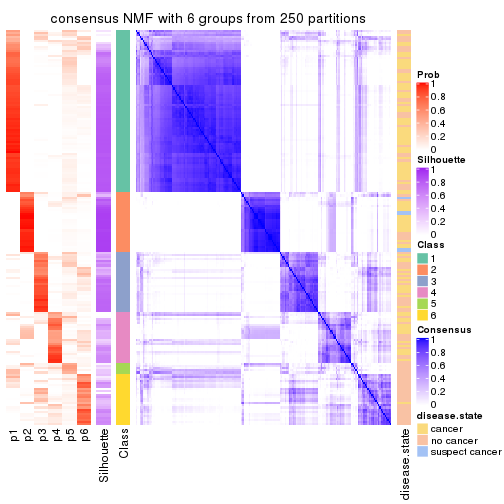 consensus NMF with 6 groups from 250 partitions
Prob
1
0.8
0.6
0.4
0.2
0
Silhouette
1
0.8
0.6
0.4
0.2
0
Class
1
2
3
4
5
6
Consensus
1
0.8
0.6
0.4
0.2
0
disease.state
cancer
no cancer
suspect cancer
p1
p2
p3
p4
p5
p6
Silhouette
Class
disease.state